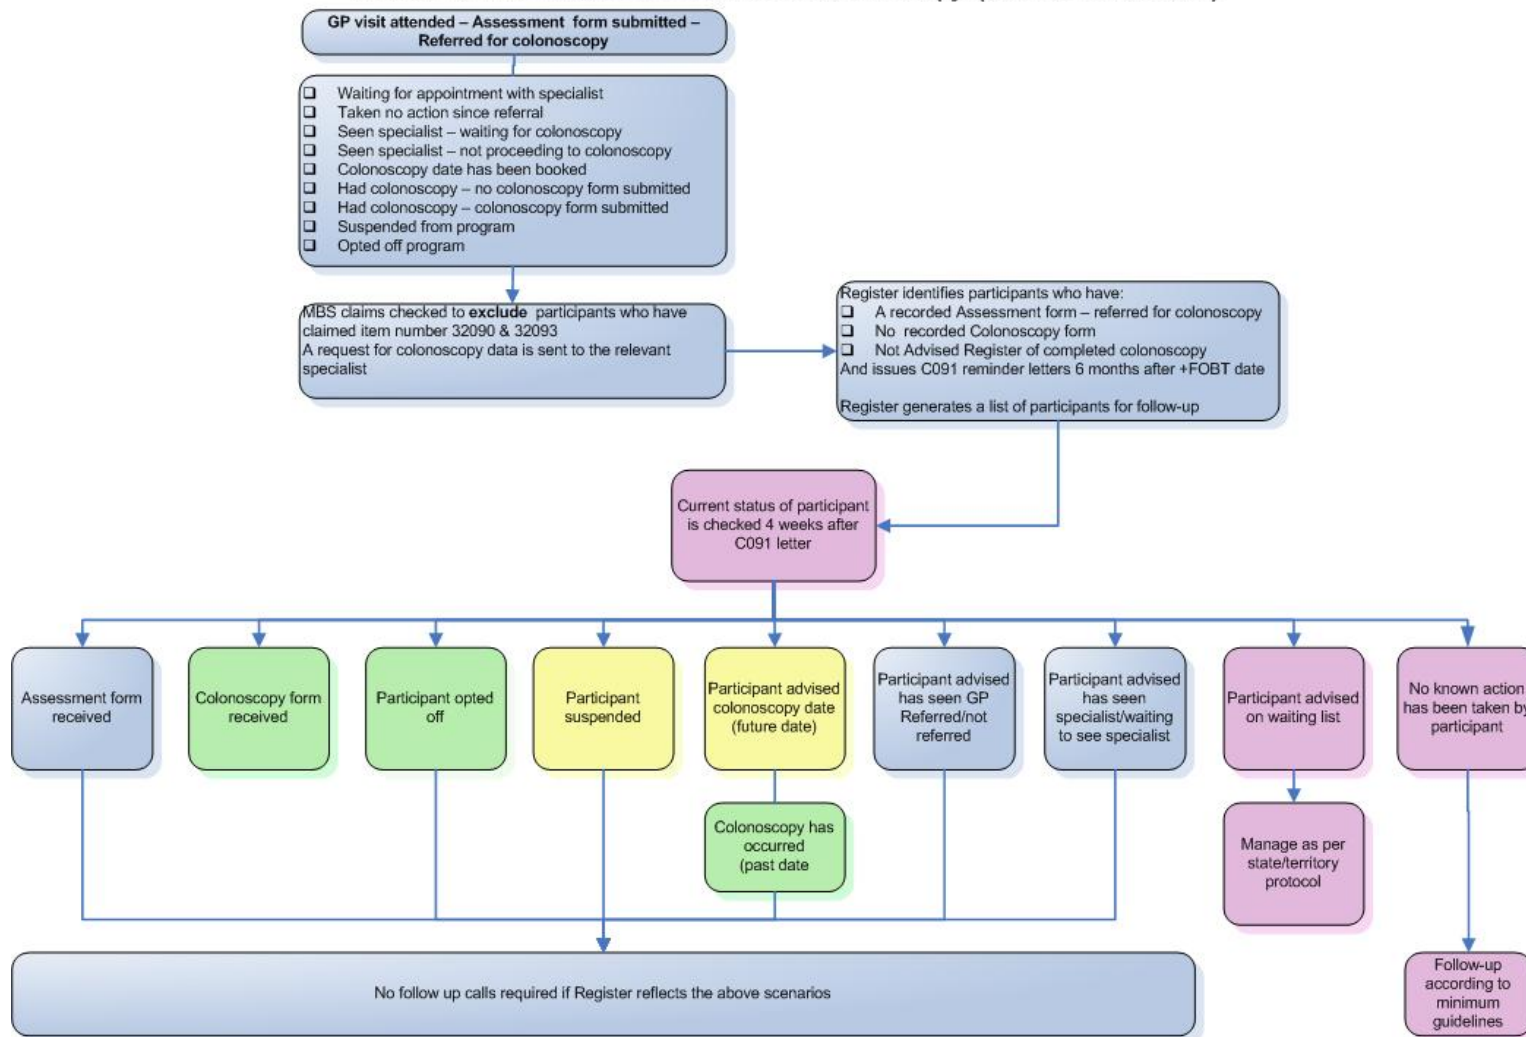 GP visit attended – Assessment form submitted –
Referred for colonoscopy
❑ Waiting for appointment with specialist
❑ Taken no action since referral
❑ Seen specialist – waiting for colonoscopy
❑ Seen specialist – not proceeding to colonoscopy
❑ Colonoscopy date has been booked
❑ Had colonoscopy – no colonoscopy form submitted
❑ Had colonoscopy – colonoscopy form submitted
❑ Suspended from program
❑ Opted off program
MBS claims checked to exclude participants who have
claimed item number 32090 & 32093
A request for colonoscopy data is sent to the relevant
specialist
Register identifies participants who have:
❑ A recorded Assessment form – referred for colonoscopy
❑ No recorded Colonoscopy form
❑ Not Advised Register of completed colonoscopy
And issues C091 reminder letters 6 months after +FOBT date
Register generates a list of participants for follow-up
Current status of participant
is checked 4 weeks after
C091 letter
Assessment form
received
Colonoscopy form
received
Participant opted
off
Participant
suspended
Participant advised
colonoscopy date
(future date)
Participant advised
has seen GP
Referred/not
referred
Participant advised
has seen
specialist/waiting
to see specialist
Participant advised
on waiting list
No known action
has been taken by
participant
Colonoscopy has
occurred
(past date
Manage as per
state/territory
protocol
No follow up calls required if Register reflects the above scenarios
Follow-up
according to
minimum
guidelines